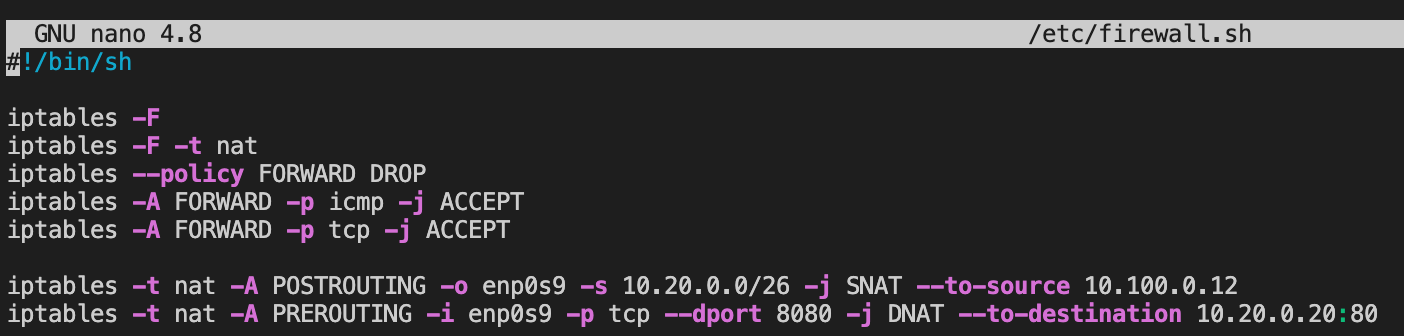 GNU nano 4.8 /etc/firewall.sh
#!/bin/sh
iptables -F
iptables -F -t nat
iptables --policy FORWARD DROP
iptables -A FORWARD -p icmp -j ACCEPT
iptables -A FORWARD -p tcp -j ACCEPT
iptables -t nat -A POSTROUTING -o enp0s9 -s 10.20.0.0/26 -j SNAT --to-source 10.100.0.12
iptables -t nat -A PREROUTING -i enp0s9 -p tcp --dport 8080 -j DNAT --to-destination 10.20.0.20:80